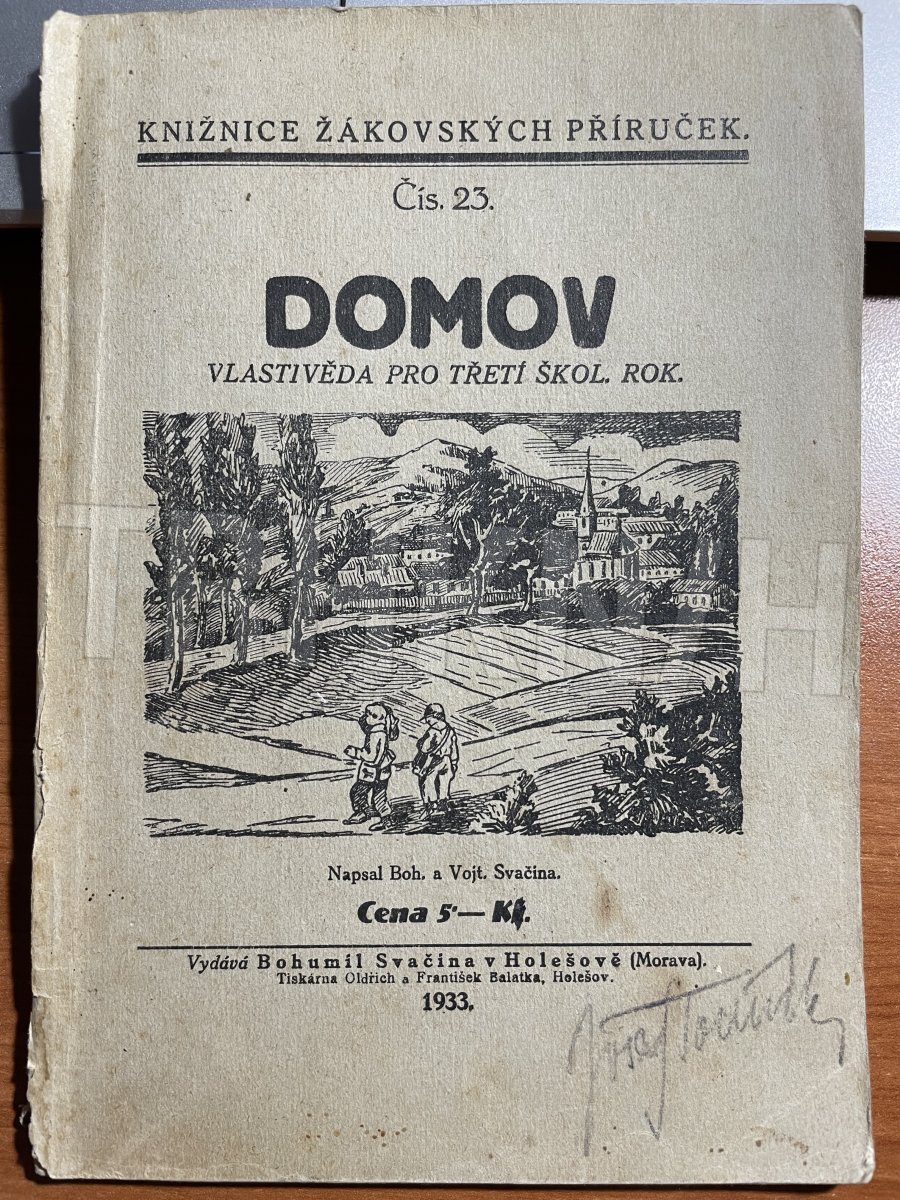 KNIŽNICE ŽÁKOVSKÝCH PŘÍRUČEK.
Čís. 23.
DOMOV
VLASTIVĚDA PRO TŘETÍ ŠKOL. ROK.
Napsal Boh. a Vojt. Svačina.
Cena 5·— Kč.
Vydává Bohumil Svačina v Holešově (Morava).
Tiskárna Oldřich a František Balatka, Holešov.
1933.
Josef